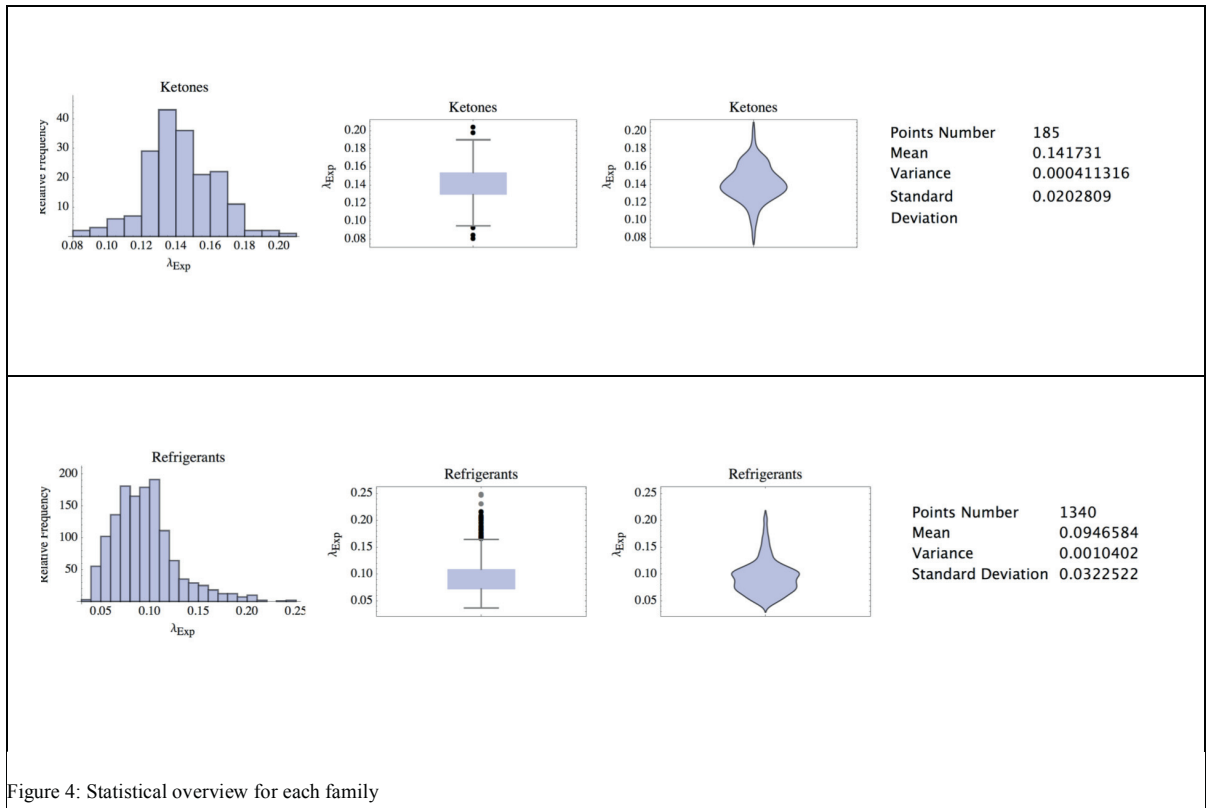 Ketones
Relative Frequency
40
30
20
10
0.08 0.10 0.12 0.14 0.16 0.18 0.20
λExp
Ketones
λExp
0.20
0.18
0.16
0.14
0.12
0.10
0.08
Ketones
λExp
0.20
0.18
0.16
0.14
0.12
0.10
0.08
Points Number 185
Mean 0.141731
Variance 0.000411316
Standard 0.0202809
Deviation
Refrigerants
Relative Frequency
200
150
100
50
0.05 0.10 0.15 0.20 0.25
λExp
Refrigerants
λExp
0.25
0.20
0.15
0.10
0.05
Refrigerants
λExp
0.25
0.20
0.15
0.10
0.05
Points Number 1340
Mean 0.0946584
Variance 0.0010402
Standard Deviation 0.0322522
Figure 4: Statistical overview for each family